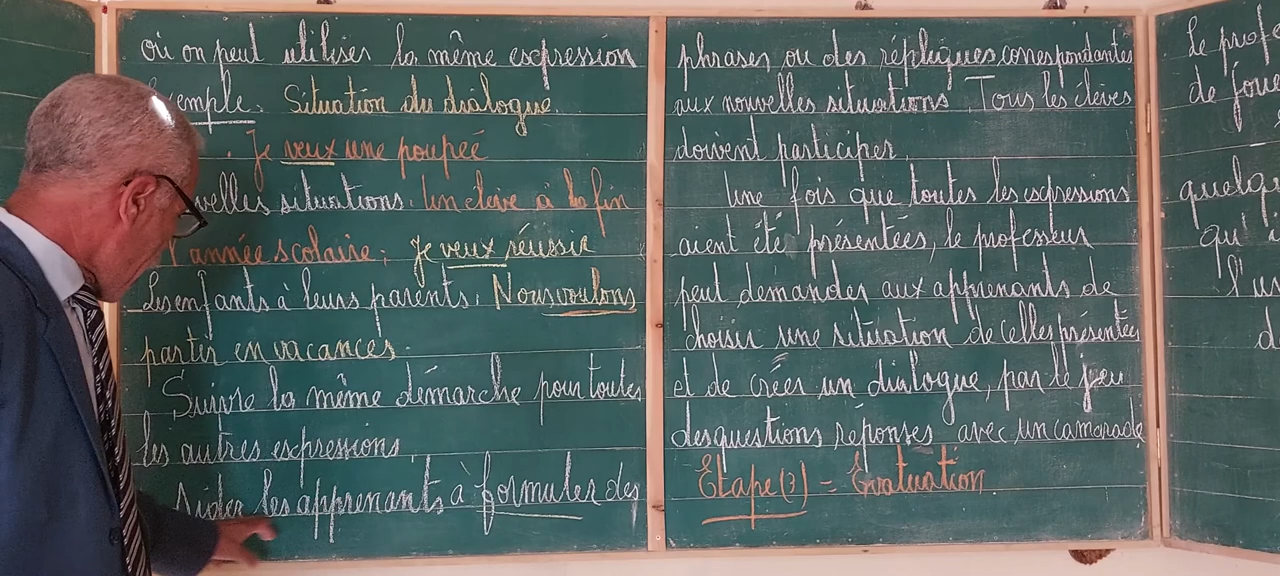 où on peut utiliser la même expression
emple. Situation du dialogue.
. Je veux une poupée
velles situations. Un élève à la fin
l'année scolaire; Je veux réussir
Les enfants à leurs parents. Nous voulons
partir en vacances.
Suivre la même démarche pour toutes
les autres expressions.
Aider les apprenants à formuler des
phrases ou des répliques correspondantes
aux nouvelles situations. Tous les élèves
doivent participer.
Une fois que toutes les expressions
aient été présentées, le professeur
peut demander aux apprenants de
choisir une situation de celles présentées
et de créer un dialogue, par le jeu
des questions réponses avec un camarade
Etape (3) = Evaluation.
Le profe
de joue
quelqu
qu'
l'us
d